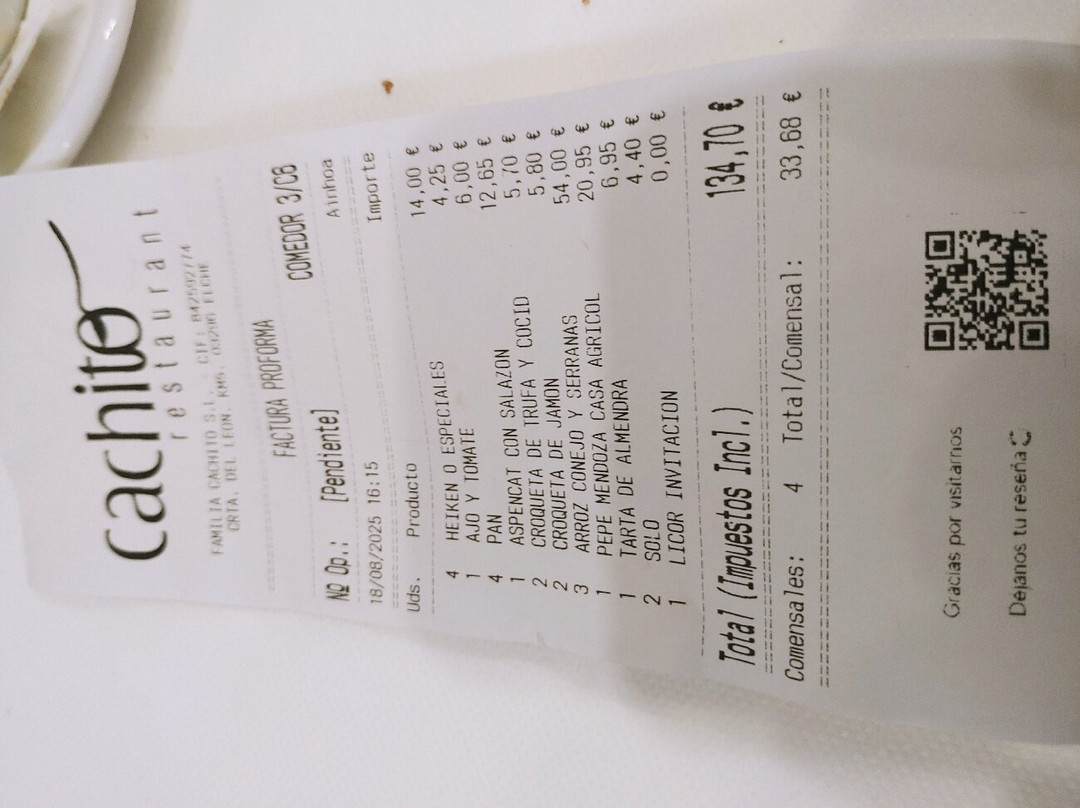 cachito
restaurant
FAMILIA CACHITO S.L. CIF: B42592774
CRTA. DEL LEON. KM6. 03296 ELCHE
FACTURA PROFORMA
COMEDOR 3/C8
Nº Op.: [Pendiente] Ainhoa
18/08/2025 16:15
Uds. Producto Importe
4 HEIKEN O ESPECIALES 14,00 €
1 AJO Y TOMATE 4,25 €
4 PAN 6,00 €
1 ASPENCAT CON SALAZON 12,65 €
2 CROQUETA DE TRUFA Y COCID 5,70 €
2 CROQUETA DE JAMON 5,80 €
3 ARROZ CONEJO Y SERRANAS 54,00 €
1 PEPE MENDOZA CASA AGRICOL 20,95 €
1 TARTA DE ALMENDRA 6,95 €
2 SOLO 4,40 €
1 LICOR INVITACION 0,00 €
Total (Impuestos Incl.) 134,70 €
Comensales: 4 Total/Comensal: 33,68 €
Gracias por visitarnos
Dejanos tu reseña